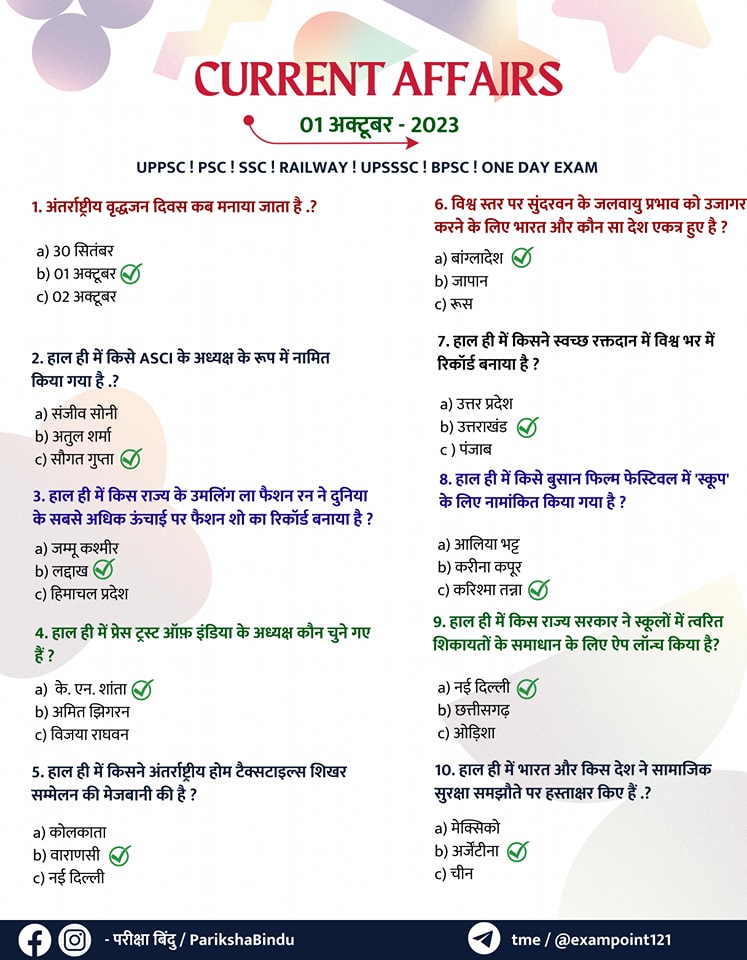 CURRENT AFFAIRS
01 अक्टूबर - 2023
UPPSC ! PSC ! SSC ! RAILWAY ! UPSSSC ! BPSC ! ONE DAY EXAM
1. अंतर्राष्ट्रीय वृद्धजन दिवस कब मनाया जाता है .?
a) 30 सितंबर
b) 01 अक्टूबर
c) 02 अक्टूबर
2. हाल ही में किसे ASCI के अध्यक्ष के रूप में नामित
किया गया है .?
a) संजीव सोनी
b) अतुल शर्मा
c) सौगत गुप्ता
3. हाल ही में किस राज्य के उमलिंग ला फैशन रन ने दुनिया
के सबसे अधिक ऊंचाई पर फैशन शो का रिकॉर्ड बनाया है ?
a) जम्मू कश्मीर
b) लद्दाख
c) हिमाचल प्रदेश
4. हाल ही में प्रेस ट्रस्ट ऑफ़ इंडिया के अध्यक्ष कौन चुने गए
हैं ?
a) के. एन. शांता
b) अमित झिगरन
c) विजया राघवन
5. हाल ही में किसने अंतर्राष्ट्रीय होम टैक्सटाइल्स शिखर
सम्मेलन की मेजबानी की है ?
a) कोलकाता
b) वाराणसी
c) नई दिल्ली
6. विश्व स्तर पर सुंदरवन के जलवायु प्रभाव को उजागर
करने के लिए भारत और कौन सा देश एकत्र हुए है ?
a) बांग्लादेश
b) जापान
c) रूस
7. हाल ही में किसने स्वच्छ रक्तदान में विश्व भर में
रिकॉर्ड बनाया है ?
a) उत्तर प्रदेश
b) उत्तराखंड
c ) पंजाब
8. हाल ही में किसे बुसान फिल्म फेस्टिवल में 'स्कूप'
के लिए नामांकित किया गया है ?
a) आलिया भट्ट
b) करीना कपूर
c) करिश्मा तन्ना
9. हाल ही में किस राज्य सरकार ने स्कूलों में त्वरित
शिकायतों के समाधान के लिए ऐप लॉन्च किया है?
a) नई दिल्ली
b) छत्तीसगढ़
c) ओड़िशा
10. हाल ही में भारत और किस देश ने सामाजिक
सुरक्षा समझौते पर हस्ताक्षर किए हैं .?
a) मेक्सिको
b) अर्जेंटीना
c) चीन
- परीक्षा बिंदु / ParikshaBindu
tme / @exampoint121